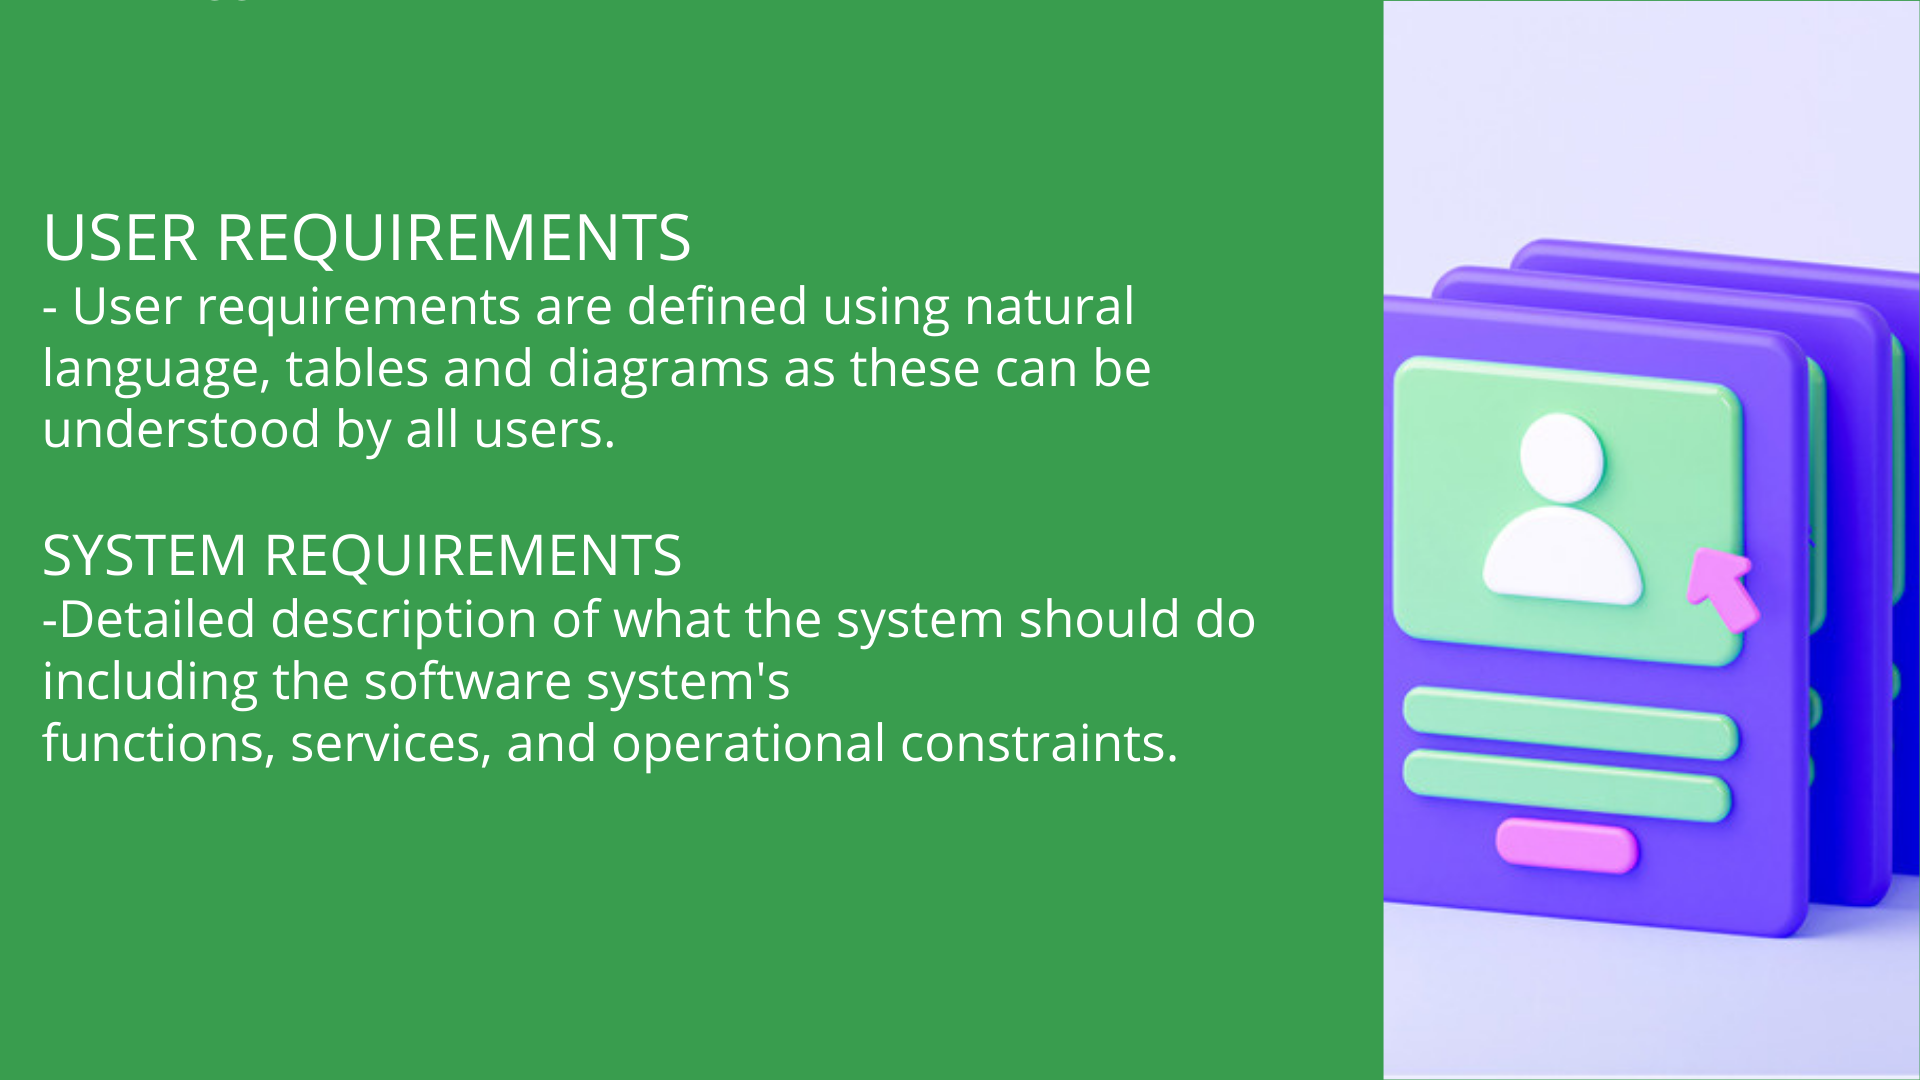 USER REQUIREMENTS
- User requirements are defined using natural
language, tables and diagrams as these can be
understood by all users.
SYSTEM REQUIREMENTS
-Detailed description of what the system should do
including the software system's
functions, services, and operational constraints.